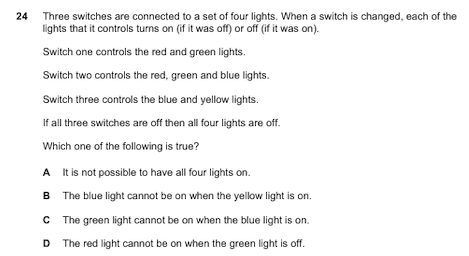 24 Three switches are connected to a set of four lights. When a switch is changed, each of the
lights that it controls turns on (if it was off) or off (if it was on).
Switch one controls the red and green lights.
Switch two controls the red, green and blue lights.
Switch three controls the blue and yellow lights.
If all three switches are off then all four lights are off.
Which one of the following is true?
A It is not possible to have all four lights on.
B The blue light cannot be on when the yellow light is on.
C The green light cannot be on when the blue light is on.
D The red light cannot be on when the green light is off.